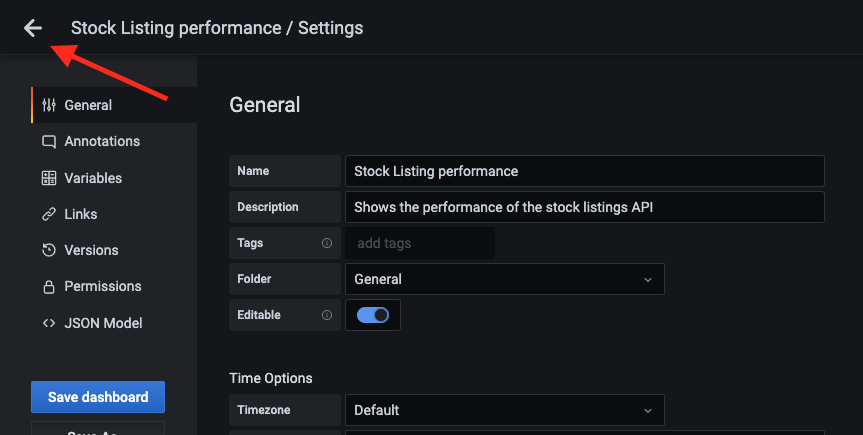 Stock Listing performance / Settings
General
Annotations
Variables
Links
Versions
Permissions
JSON Model
Save dashboard
Save As
General
Name Stock Listing performance
Description Shows the performance of the stock listings API
Tags add tags
Folder General
Editable
Time Options
Timezone Default